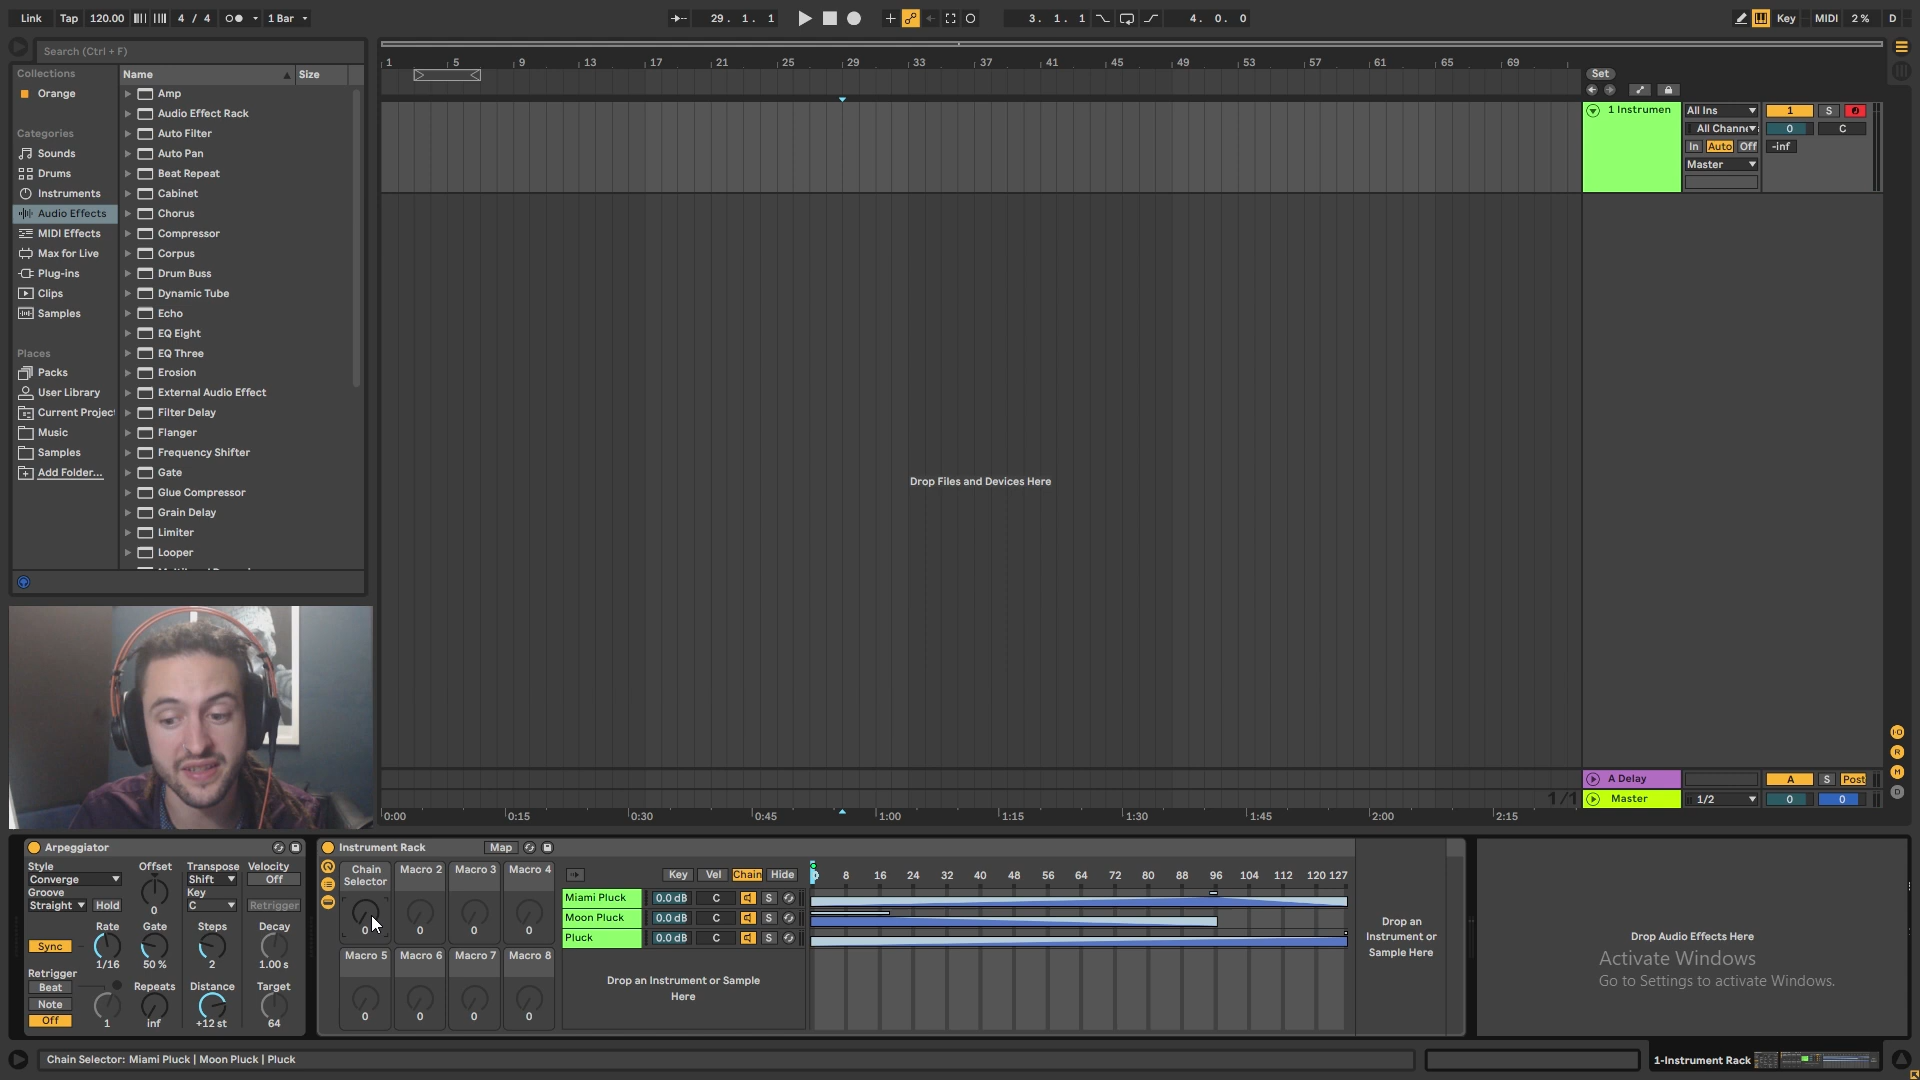 Link Tap 120.00 4 / 4 1 Bar 29. 1. 1 3. 1. 1 4. 0. 0 Key MIDI 2 % D
Search (Ctrl + F)
Collections
Orange
Categories
Sounds
Drums
Instruments
Audio Effects
MIDI Effects
Max for Live
Plug-ins
Clips
Samples
Places
Packs
User Library
Current Projec
Music
Samples
Add Folder...
Name Size
Amp
Audio Effect Rack
Auto Filter
Auto Pan
Beat Repeat
Cabinet
Chorus
Compressor
Corpus
Drum Buss
Dynamic Tube
Echo
EQ Eight
EQ Three
Erosion
External Audio Effect
Filter Delay
Flanger
Frequency Shifter
Gate
Glue Compressor
Grain Delay
Limiter
Looper
1 5 9 13 17 21 25 29 33 37 41 45 49 53 57 61 65 69
Set
1 Instrumen All Ins 1 S
All Channe 0 C
In Auto Off -inf
Master
Drop Files and Devices Here
A Delay A S Post
1/1 Master 1/2 0 0
0:00 0:15 0:30 0:45 1:00 1:15 1:30 1:45 2:00 2:15
Arpeggiator
Style Offset Transpose Velocity
Converge Shift Off
Groove Key
Straight Hold 0 C Retrigger
Rate Gate Steps Decay
Sync
1/16 50 % 2 1.00 s
Retrigger
Beat Repeats Distance Target
Note
Off 1 inf +12 st 64
Instrument Rack Map
Chain Selector Macro 2 Macro 3 Macro 4
0 0 0 0
Macro 5 Macro 6 Macro 7 Macro 8
0 0 0 0
Key Vel Chain Hide 8 16 24 32 40 48 56 64 72 80 88 96 104 112 120 127
Miami Pluck 0.0 dB C S
Moon Pluck 0.0 dB C S
Pluck 0.0 dB C S
Drop an Instrument or Sample
Here
Drop an
Instrument or
Sample Here
Drop Audio Effects Here
Activate Windows
Go to Settings to activate Windows.
Chain Selector: Miami Pluck | Moon Pluck | Pluck
1-Instrument Rack